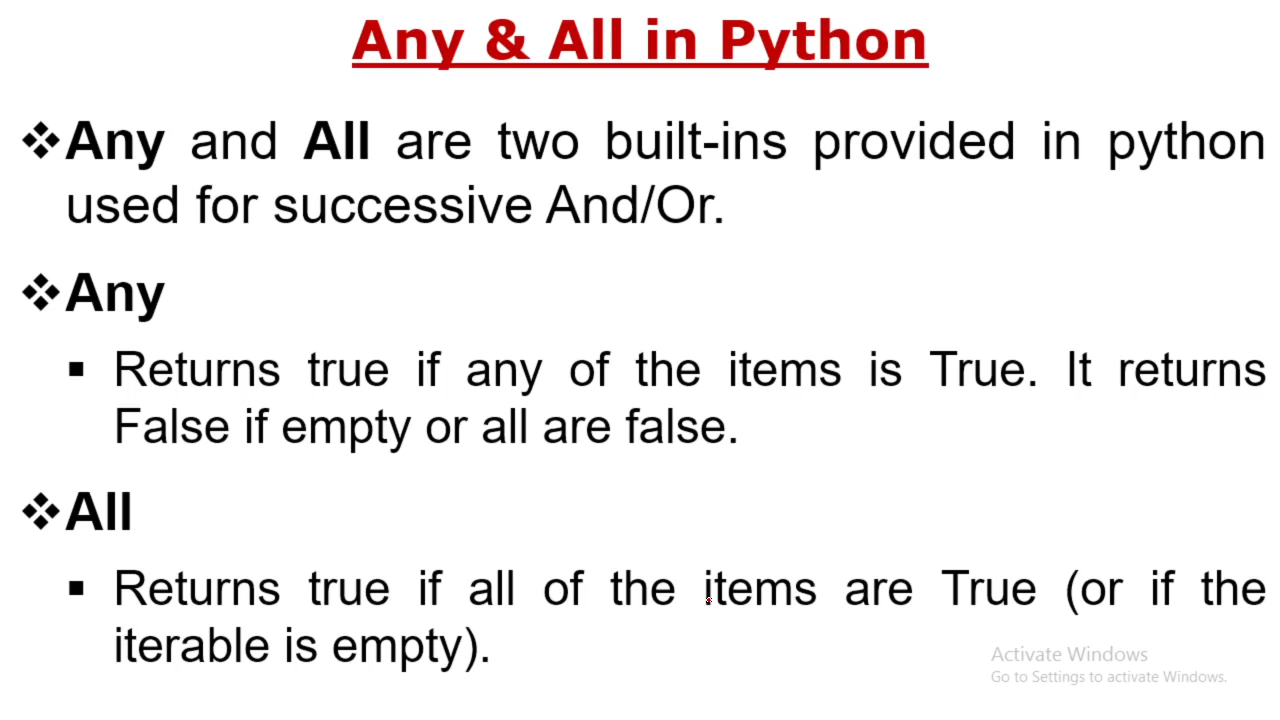 Any & All in Python
❖Any and All are two built-ins provided in python
used for successive And/Or.
❖Any
▪ Returns true if any of the items is True. It returns
False if empty or all are false.
❖All
▪ Returns true if all of the items are True (or if the
iterable is empty).
Activate Windows
Go to Settings to activate Windows.